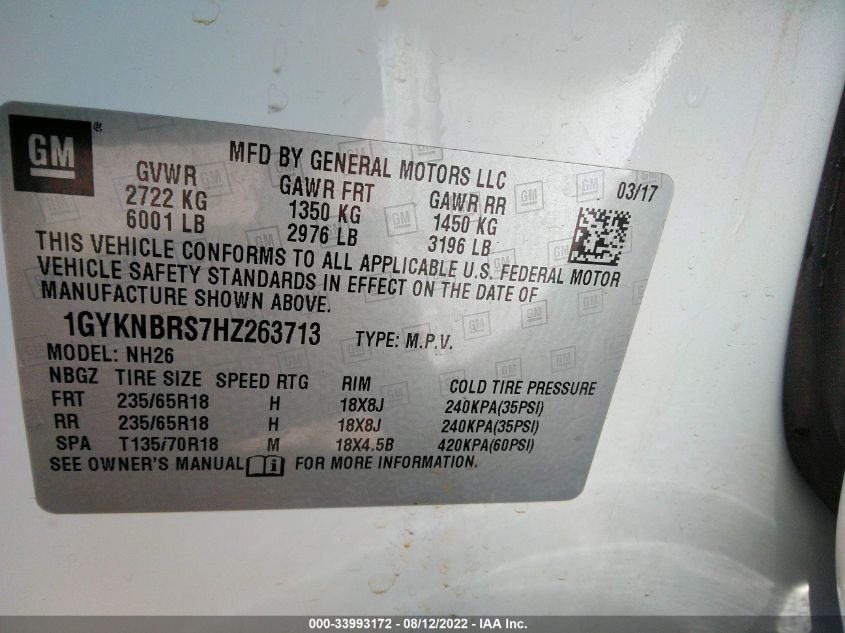 GM ®
MFD BY GENERAL MOTORS LLC
03/17
GVWR GAWR FRT GAWR RR
2722 KG 1350 KG 1450 KG
6001 LB 2976 LB 3196 LB
THIS VEHICLE CONFORMS TO ALL APPLICABLE U.S. FEDERAL MOTOR
VEHICLE SAFETY STANDARDS IN EFFECT ON THE DATE OF
MANUFACTURE SHOWN ABOVE.
1GYKNBRS7HZ263713 TYPE: M.P.V.
MODEL: NH26
NBGZ TIRE SIZE SPEED RTG RIM COLD TIRE PRESSURE
FRT 235/65R18 H 18X8J 240KPA(35PSI)
RR 235/65R18 H 18X8J 240KPA(35PSI)
SPA T135/70R18 M 18X4.5B 420KPA(60PSI)
SEE OWNER'S MANUAL i FOR MORE INFORMATION.
000-33993172 - 08/12/2022 - IAA Inc.